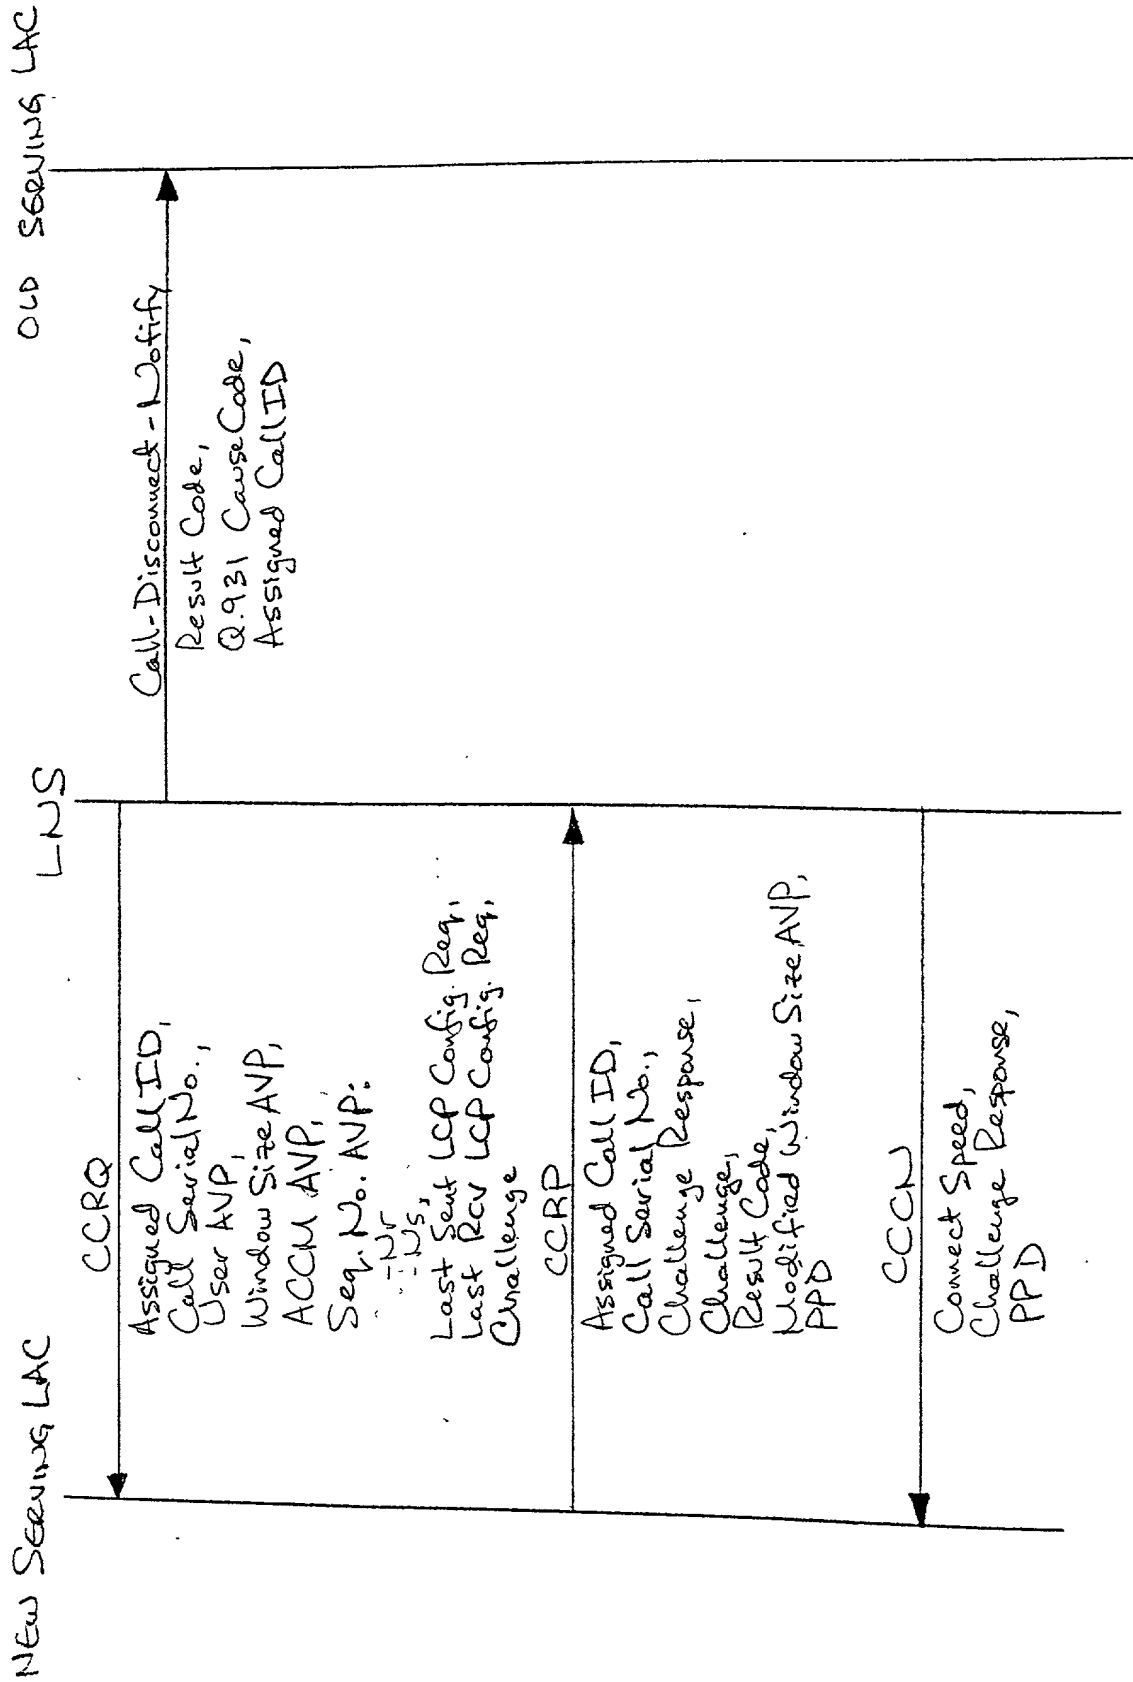 NEW SERVING LAC
LNS
OLD SERVING LAC
CCRQ
Assigned Call ID,
Call Serial No.,
User AVP,
Window Size AVP,
ACCM AVP,
Seq. No. AVP:
-Nr
-Ns,
Last Sent LCP Config. Req,
Last Rcv LCP Config. Req,
Challenge
Call-Disconnect-Notify
Result Code,
Q.931 Cause Code,
Assigned Call ID
CCRP
Assigned Call ID,
Call Serial No.,
Challenge Response,
Challenge,
Result Code,
Modified Window Size AVP,
PPD
CCCN
Connect Speed,
Challenge Response,
PPD